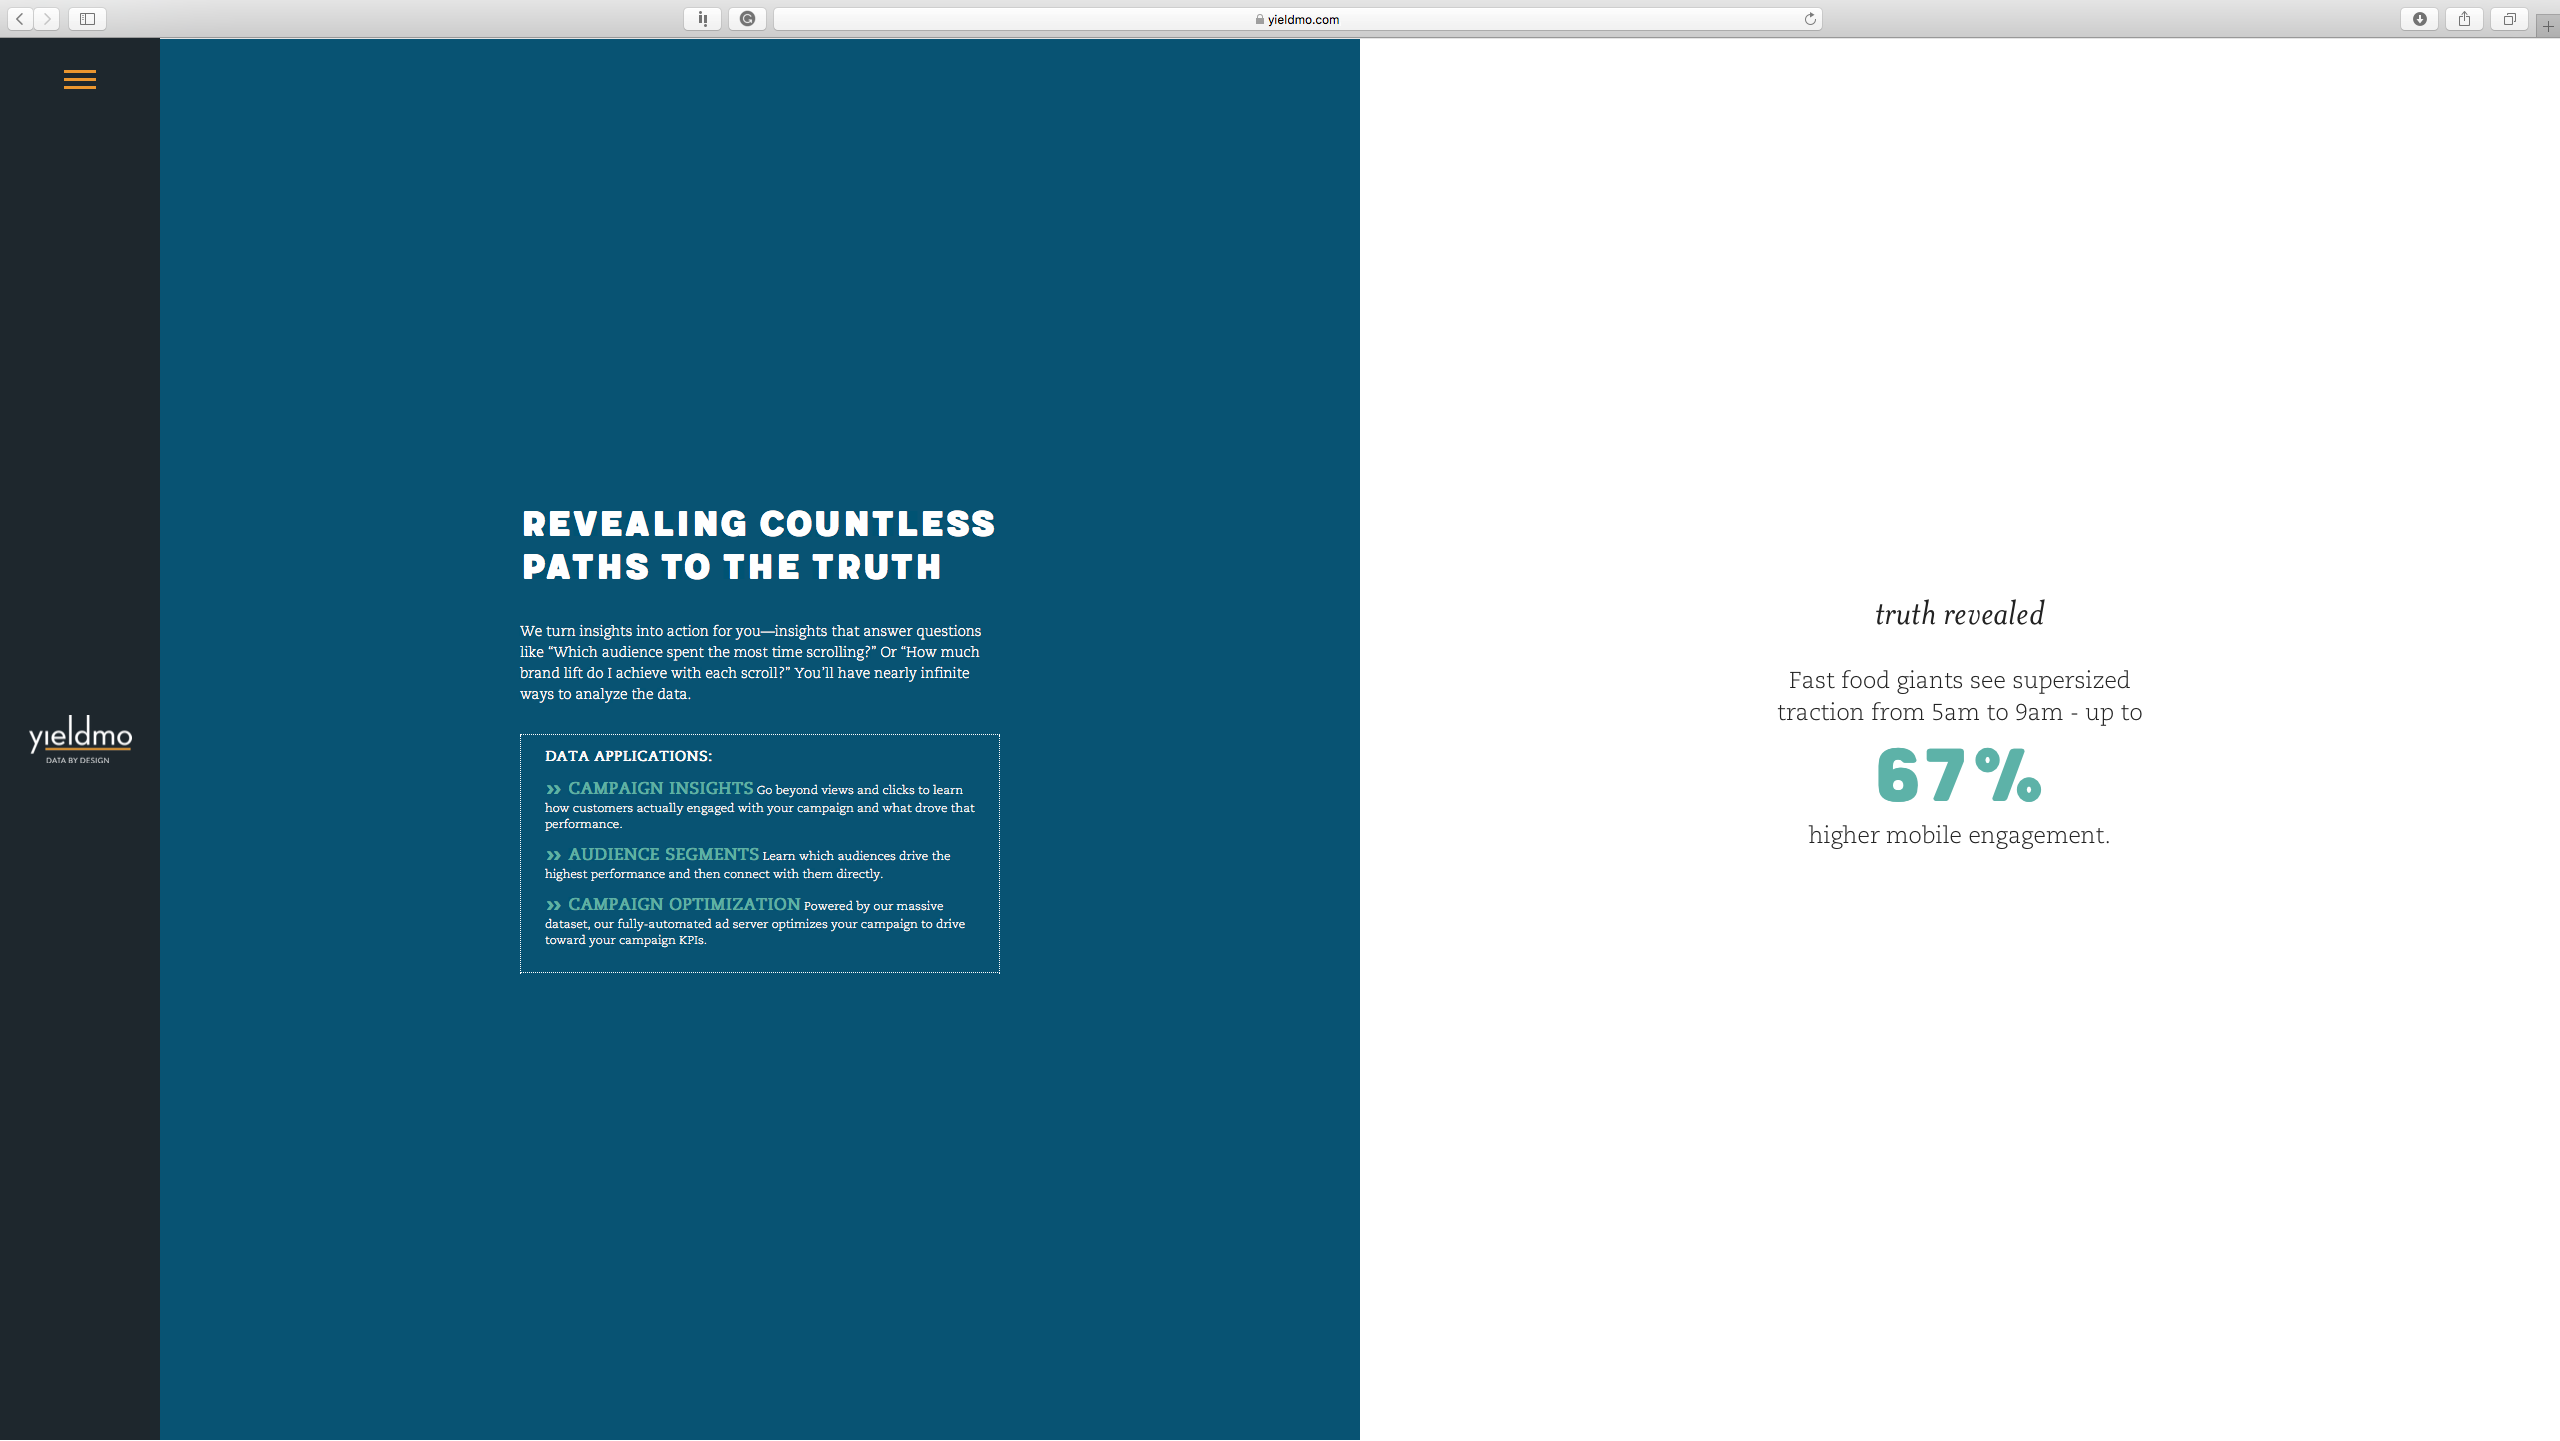 yieldmo.com
yieldmo
DATA BY DESIGN
REVEALING COUNTLESS
PATHS TO THE TRUTH
We turn insights into action for you—insights that answer questions
like “Which audience spent the most time scrolling?” Or “How much
brand lift do I achieve with each scroll?” You’ll have nearly infinite
ways to analyze the data.
DATA APPLICATIONS:
» CAMPAIGN INSIGHTS Go beyond views and clicks to learn
how customers actually engaged with your campaign and what drove that
performance.
» AUDIENCE SEGMENTS Learn which audiences drive the
highest performance and then connect with them directly.
» CAMPAIGN OPTIMIZATION Powered by our massive
dataset, our fully-automated ad server optimizes your campaign to drive
toward your campaign KPIs.
truth revealed
Fast food giants see supersized
traction from 5am to 9am - up to
67%
higher mobile engagement.